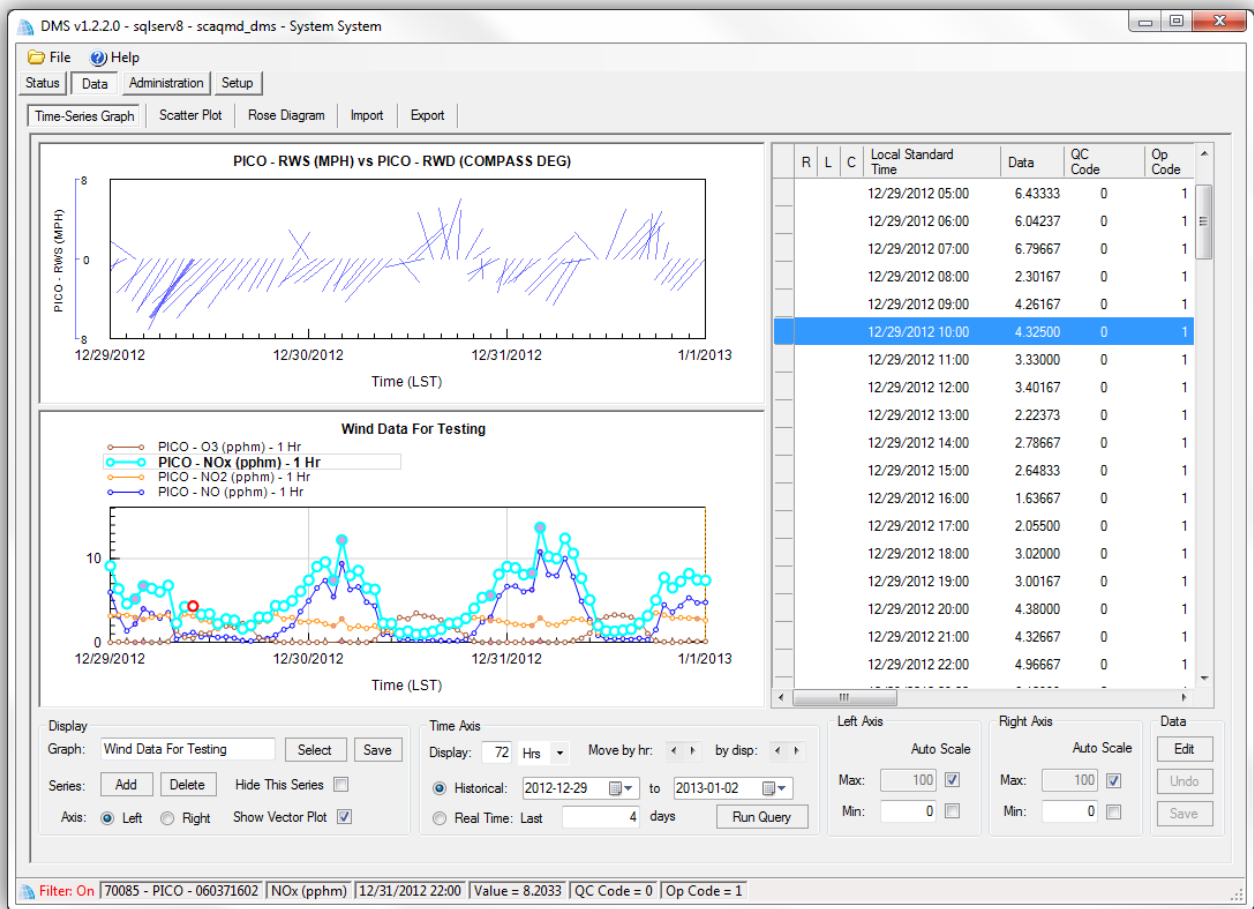 DMS v1.2.2.0 - sqlserv8 - scaqmd_dms - System System
File Help
Status Data Administration Setup
Time-Series Graph Scatter Plot Rose Diagram Import Export
PICO - RWS (MPH) vs PICO - RWD (COMPASS DEG)
8
PICO - RWS (MPH)
0
8
12/29/2012 12/30/2012 12/31/2012 1/1/2013
Time (LST)
Wind Data For Testing
PICO - O3 (pphm) - 1 Hr
PICO - NOx (pphm) - 1 Hr
PICO - NO2 (pphm) - 1 Hr
PICO - NO (pphm) - 1 Hr
10
0
12/29/2012 12/30/2012 12/31/2012 1/1/2013
Time (LST)
R L C Local Standard Time Data QC Code Op Code
12/29/2012 05:00 6.43333 0 1
12/29/2012 06:00 6.04237 0 1
12/29/2012 07:00 6.79667 0 1
12/29/2012 08:00 2.30167 0 1
12/29/2012 09:00 4.26167 0 1
12/29/2012 10:00 4.32500 0 1
12/29/2012 11:00 3.33000 0 1
12/29/2012 12:00 3.40167 0 1
12/29/2012 13:00 2.22373 0 1
12/29/2012 14:00 2.78667 0 1
12/29/2012 15:00 2.64833 0 1
12/29/2012 16:00 1.63667 0 1
12/29/2012 17:00 2.05500 0 1
12/29/2012 18:00 3.02000 0 1
12/29/2012 19:00 3.00167 0 1
12/29/2012 20:00 4.38000 0 1
12/29/2012 21:00 4.32667 0 1
12/29/2012 22:00 4.96667 0 1
Display
Graph: Wind Data For Testing Select Save
Series: Add Delete Hide This Series
Axis: Left Right Show Vector Plot
Time Axis
Display: 72 Hrs Move by hr: by disp:
Historical: 2012-12-29 to 2013-01-02
Real Time: Last 4 days Run Query
Left Axis
Auto Scale
Max: 100
Min: 0
Right Axis
Auto Scale
Max: 100
Min: 0
Data
Edit
Undo
Save
Filter: On 70085 - PICO - 060371602 NOx (pphm) 12/31/2012 22:00 Value = 8.2033 QC Code = 0 Op Code = 1